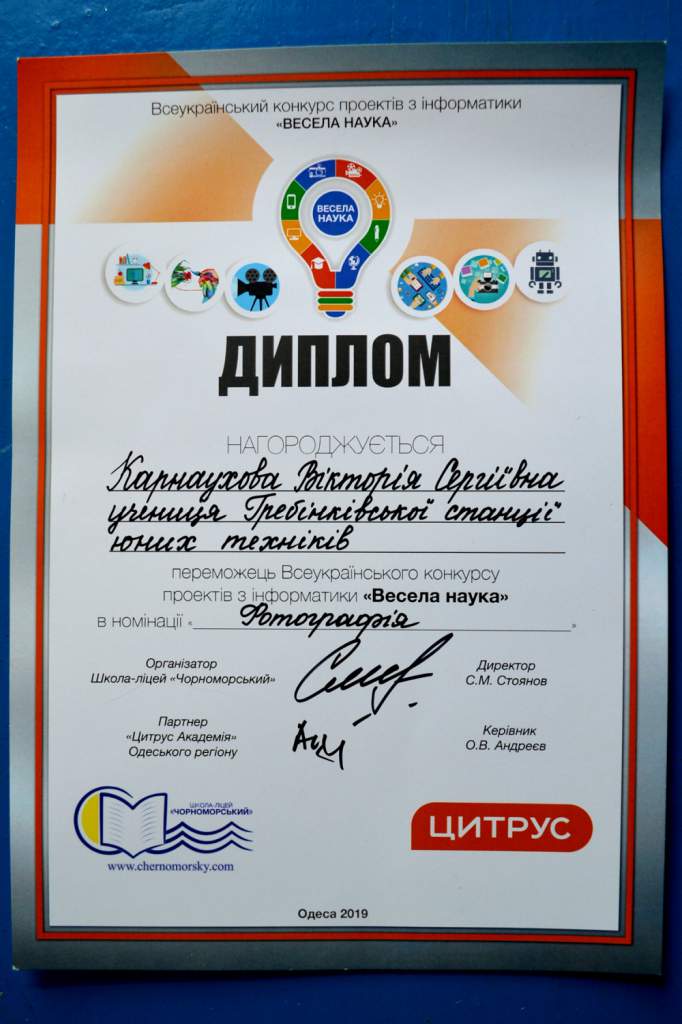 Всеукраїнський конкурс проектів з інформатики
«ВЕСЕЛА НАУКА»
ВЕСЕЛА
НАУКА
ДИПЛОМ
НАГОРОДЖУЄТЬСЯ
Карнаухова Вікторія Сергіївна
учениця Гребінківської станції
юних техніків
переможець Всеукраїнського конкурсу
проектів з інформатики «Весела наука»
в номінації «Фотографія»
Організатор
Школа-ліцей «Чорноморський»
Директор
С.М. Стоянов
Партнер
«Цитрус Академія»
Одеського регіону
Керівник
О.В. Андреєв
ШКОЛА-ЛІЦЕЙ
«ЧОРНОМОРСЬКИЙ»
www.chernomorsky.com
ЦИТРУС
Одеса 2019